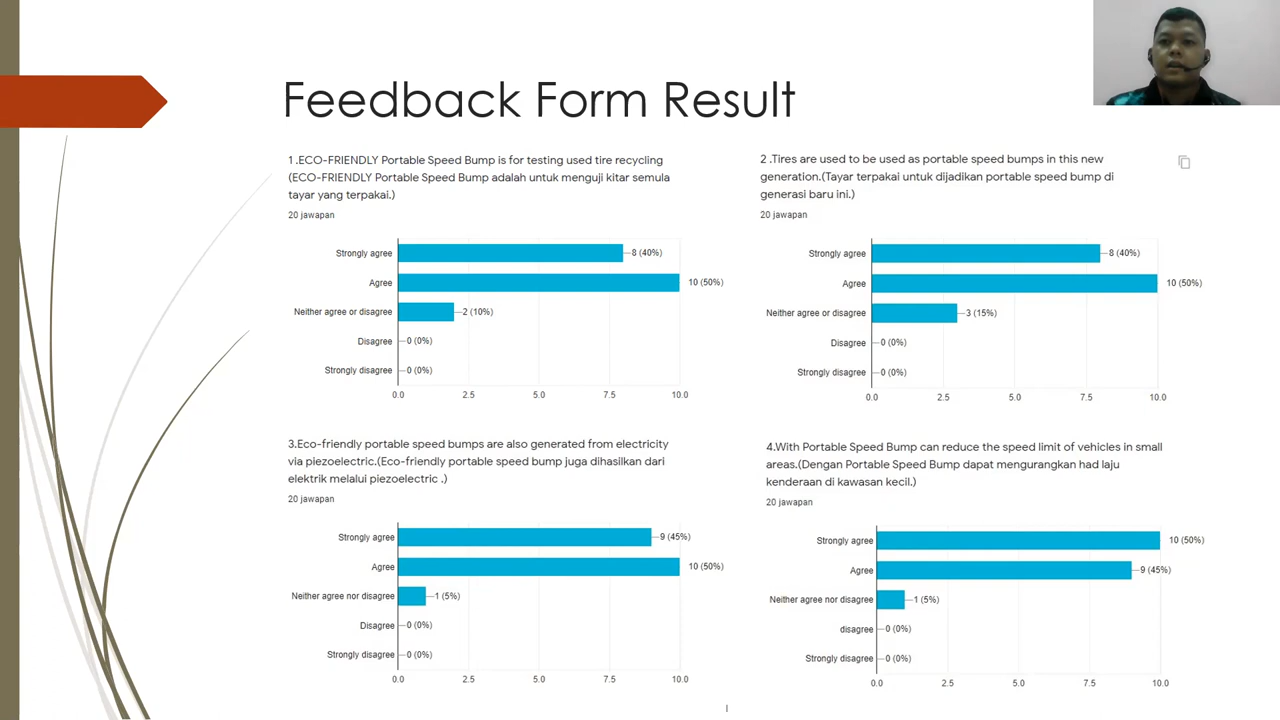 Feedback Form Result
1.ECO-FRIENDLY Portable Speed Bump is for testing used tire recycling
(ECO-FRIENDLY Portable Speed Bump adalah untuk menguji kitar semula
tayar yang terpakai.)
20 jawapan
Strongly agree
8 (40%)
Agree
10 (50%)
Neither agree or disagree
2 (10%)
Disagree
0 (0%)
Strongly disagree
0 (0%)
0.0 2.5 5.0 7.5 10.0
2 .Tires are used to be used as portable speed bumps in this new
generation.(Tayar terpakai untuk dijadikan portable speed bump di
generasi baru ini.)
20 jawapan
Strongly agree
8 (40%)
Agree
10 (50%)
Neither agree or disagree
3 (15%)
Disagree
0 (0%)
Strongly disagree
0 (0%)
0.0 2.5 5.0 7.5 10.0
3.Eco-friendly portable speed bumps are also generated from electricity
via piezoelectric.(Eco-friendly portable speed bump juga dihasilkan dari
elektrik melalui piezoelectric .)
20 jawapan
Strongly agree
9 (45%)
Agree
10 (50%)
Neither agree nor disagree
1 (5%)
Disagree
0 (0%)
Strongly disagree
0 (0%)
0.0 2.5 5.0 7.5 10.0
4.With Portable Speed Bump can reduce the speed limit of vehicles in small
areas.(Dengan Portable Speed Bump dapat mengurangkan had laju
kenderaan di kawasan kecil.)
20 jawapan
Strongly agree
10 (50%)
Agree
9 (45%)
Neither agree nor disagree
1 (5%)
disagree
0 (0%)
Strongly disagree
0 (0%)
0.0 2.5 5.0 7.5 10.0